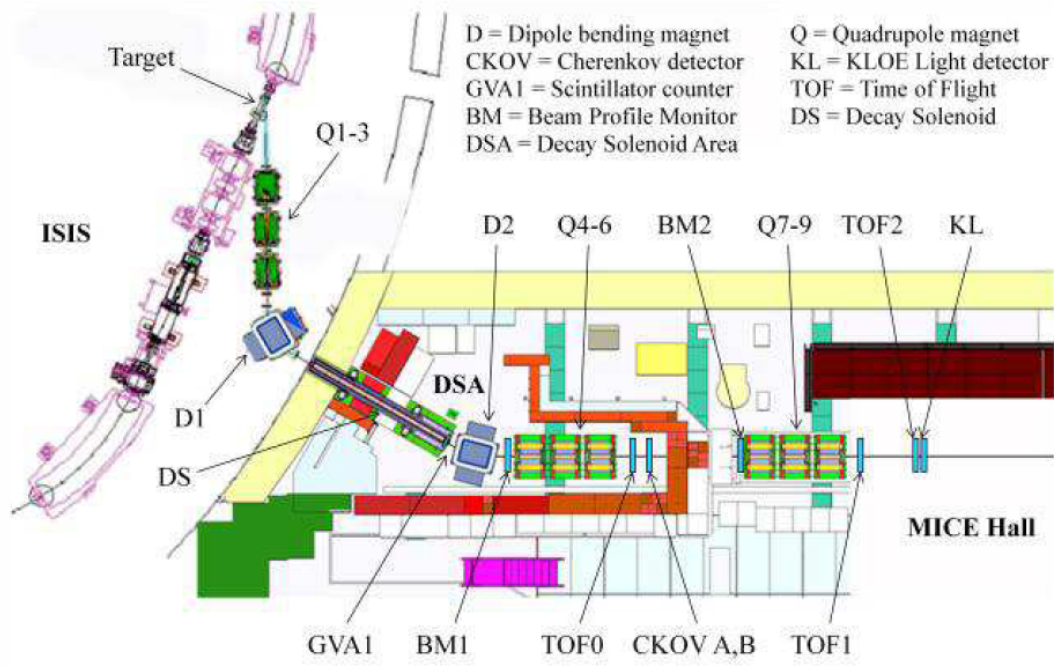 D = Dipole bending magnet
CKOV = Cherenkov detector
GVA1 = Scintillator counter
BM = Beam Profile Monitor
DSA = Decay Solenoid Area
Q = Quadrupole magnet
KL = KLOE Light detector
TOF = Time of Flight
DS = Decay Solenoid
Target
Q1-3
ISIS
D2
Q4-6
BM2
Q7-9
TOF2
KL
D1
DSA
DS
MICE Hall
GVA1
BM1
TOF0
CKOV A,B
TOF1